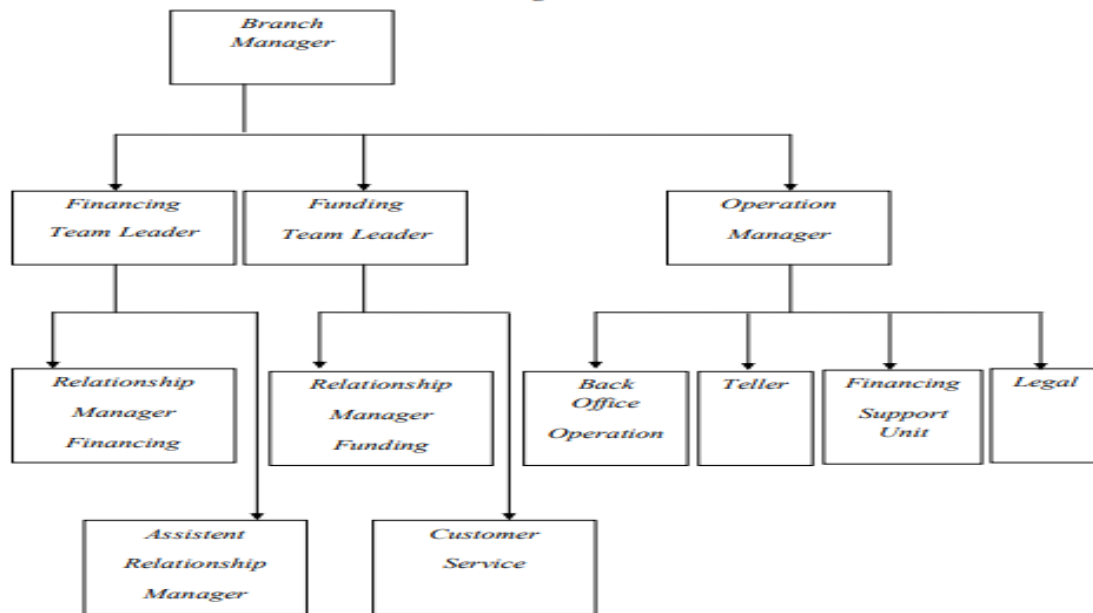 Branch
Manager
Financing
Team Leader
Funding
Team Leader
Operation
Manager
Relationship
Manager
Financing
Relationship
Manager
Funding
Back
Office
Operation
Teller
Financing
Support
Unit
Legal
Assistent
Relationship
Manager
Customer
Service